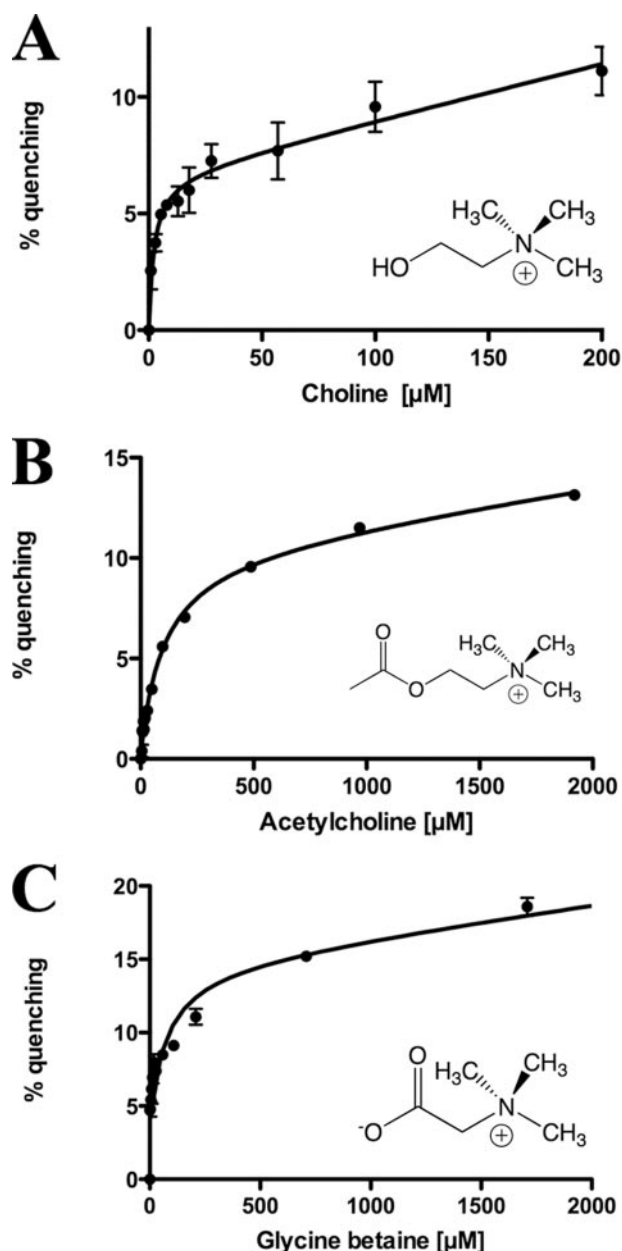 A
% quenching
10
5
0
0 50 100 150 200
Choline [µM]
HO
H₃C
CH₃
N
⊕
CH₃
B
% quenching
15
10
5
0
0 500 1000 1500 2000
Acetylcholine [µM]
O
O
H₃C
CH₃
N
⊕
CH₃
C
% quenching
20
15
10
5
0
0 500 1000 1500 2000
Glycine betaine [µM]
O
⁻O
H₃C
CH₃
N
⊕
CH₃